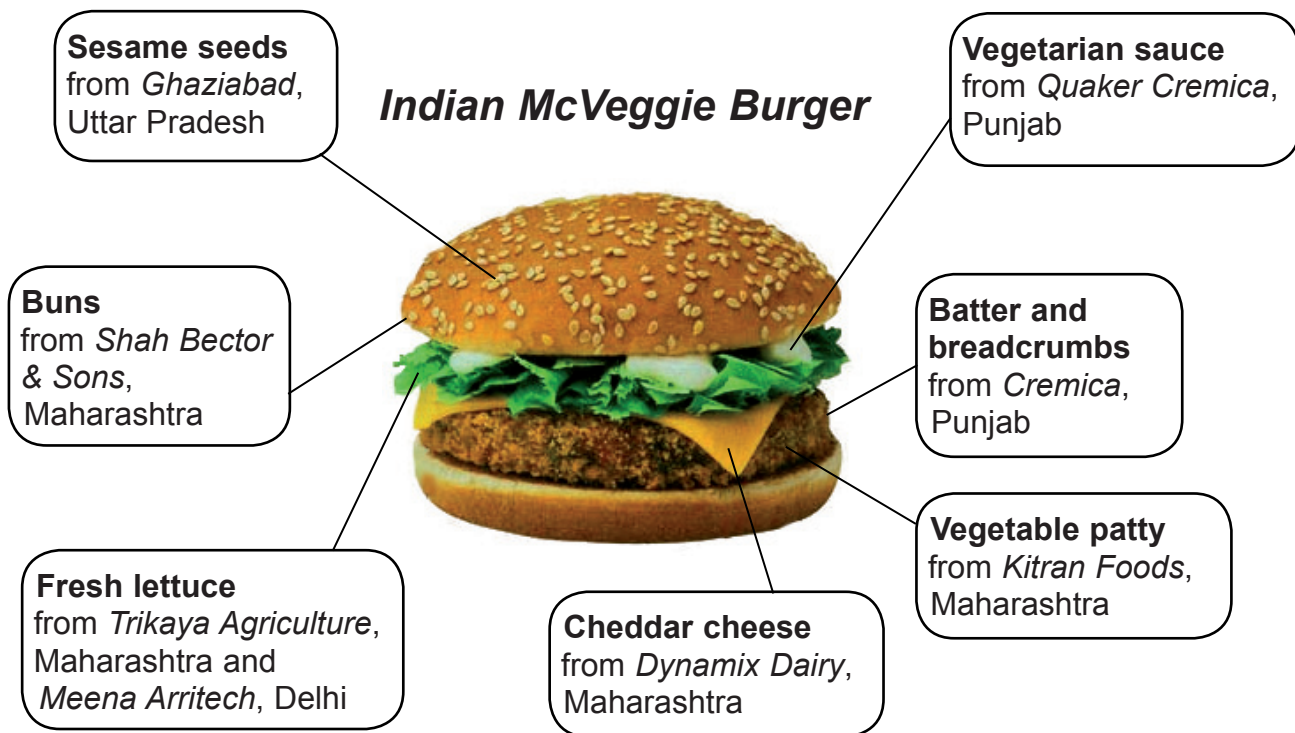 Indian McVeggie Burger
Sesame seeds
from Ghaziabad,
Uttar Pradesh
Vegetarian sauce
from Quaker Cremica,
Punjab
Buns
from Shah Bector
& Sons,
Maharashtra
Batter and
breadcrumbs
from Cremica,
Punjab
Fresh lettuce
from Trikaya Agriculture,
Maharashtra and
Meena Arritech, Delhi
Cheddar cheese
from Dynamix Dairy,
Maharashtra
Vegetable patty
from Kitran Foods,
Maharashtra